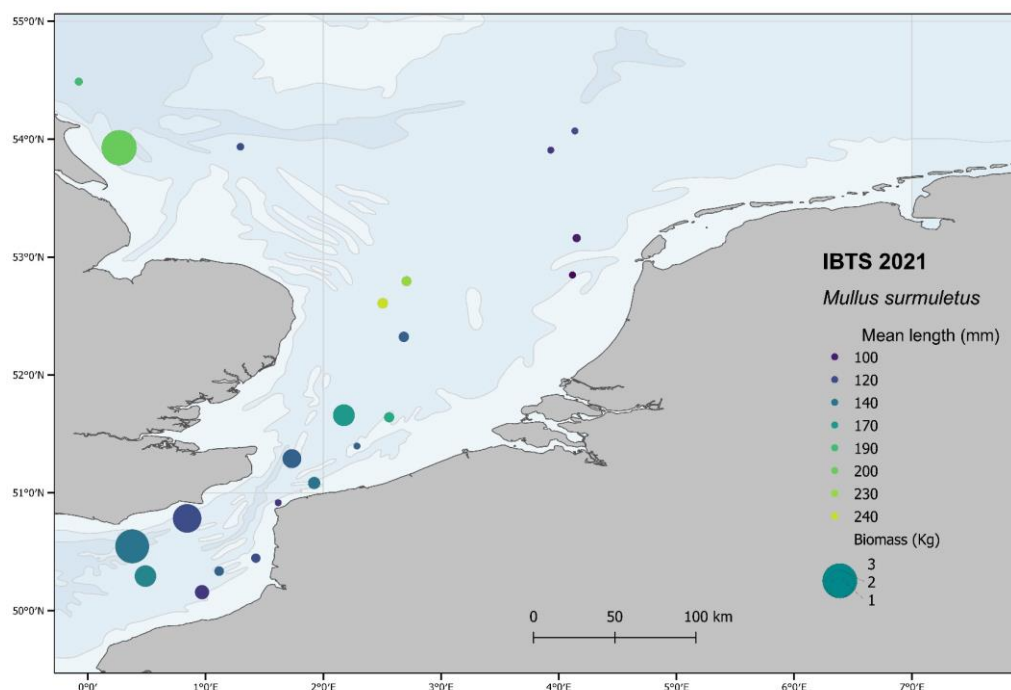 55°N
54°0'N
53°0'N
52°0'N
51°0'N
50°0'N
IBTS 2021
Mullus surmuletus
Mean length (mm)
100
120
140
170
190
200
230
240
Biomass (Kg)
3
2
1
0 50 100 km
0°0' 1°0'E 2°0'E 3°0'E 4°0'E 5°0'E 6°0'E 7°0'E